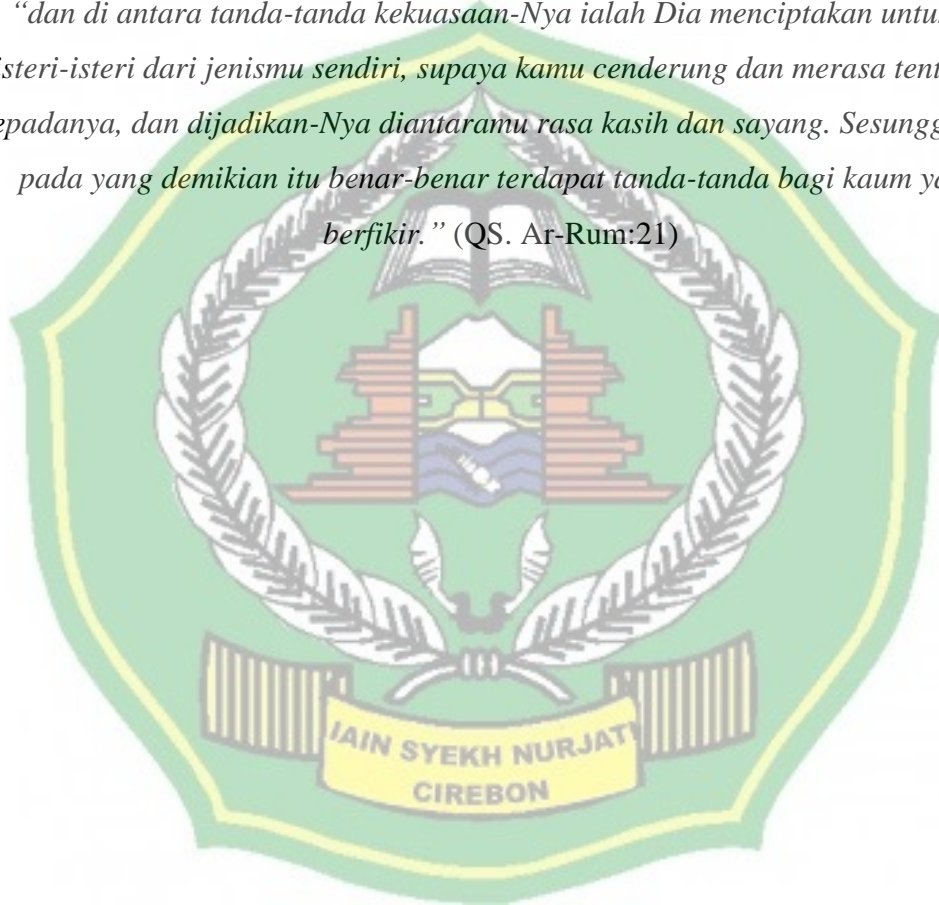 “dan di antara tanda-tanda kekuasaan-Nya ialah Dia menciptakan untu
isteri-isteri dari jenismu sendiri, supaya kamu cenderung dan merasa tent
epadanya, dan dijadikan-Nya diantaramu rasa kasih dan sayang. Sesungg
pada yang demikian itu benar-benar terdapat tanda-tanda bagi kaum ya
berfikir.” (QS. Ar-Rum:21)
IAIN SYEKH NURJATI
CIREBON